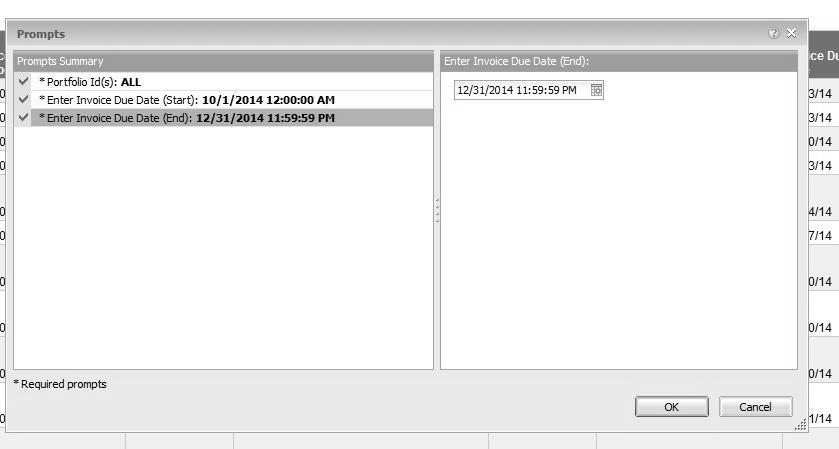 Prompts
Prompts Summary
* Portfolio Id(s): ALL
* Enter Invoice Due Date (Start): 10/1/2014 12:00:00 AM
* Enter Invoice Due Date (End): 12/31/2014 11:59:59 PM
Enter Invoice Due Date (End):
12/31/2014 11:59:59 PM
* Required prompts
OK
Cancel
ice Du
3/14
3/14
0/14
0/14
4/14
7/14
0/14
0/14
0/14
1/14